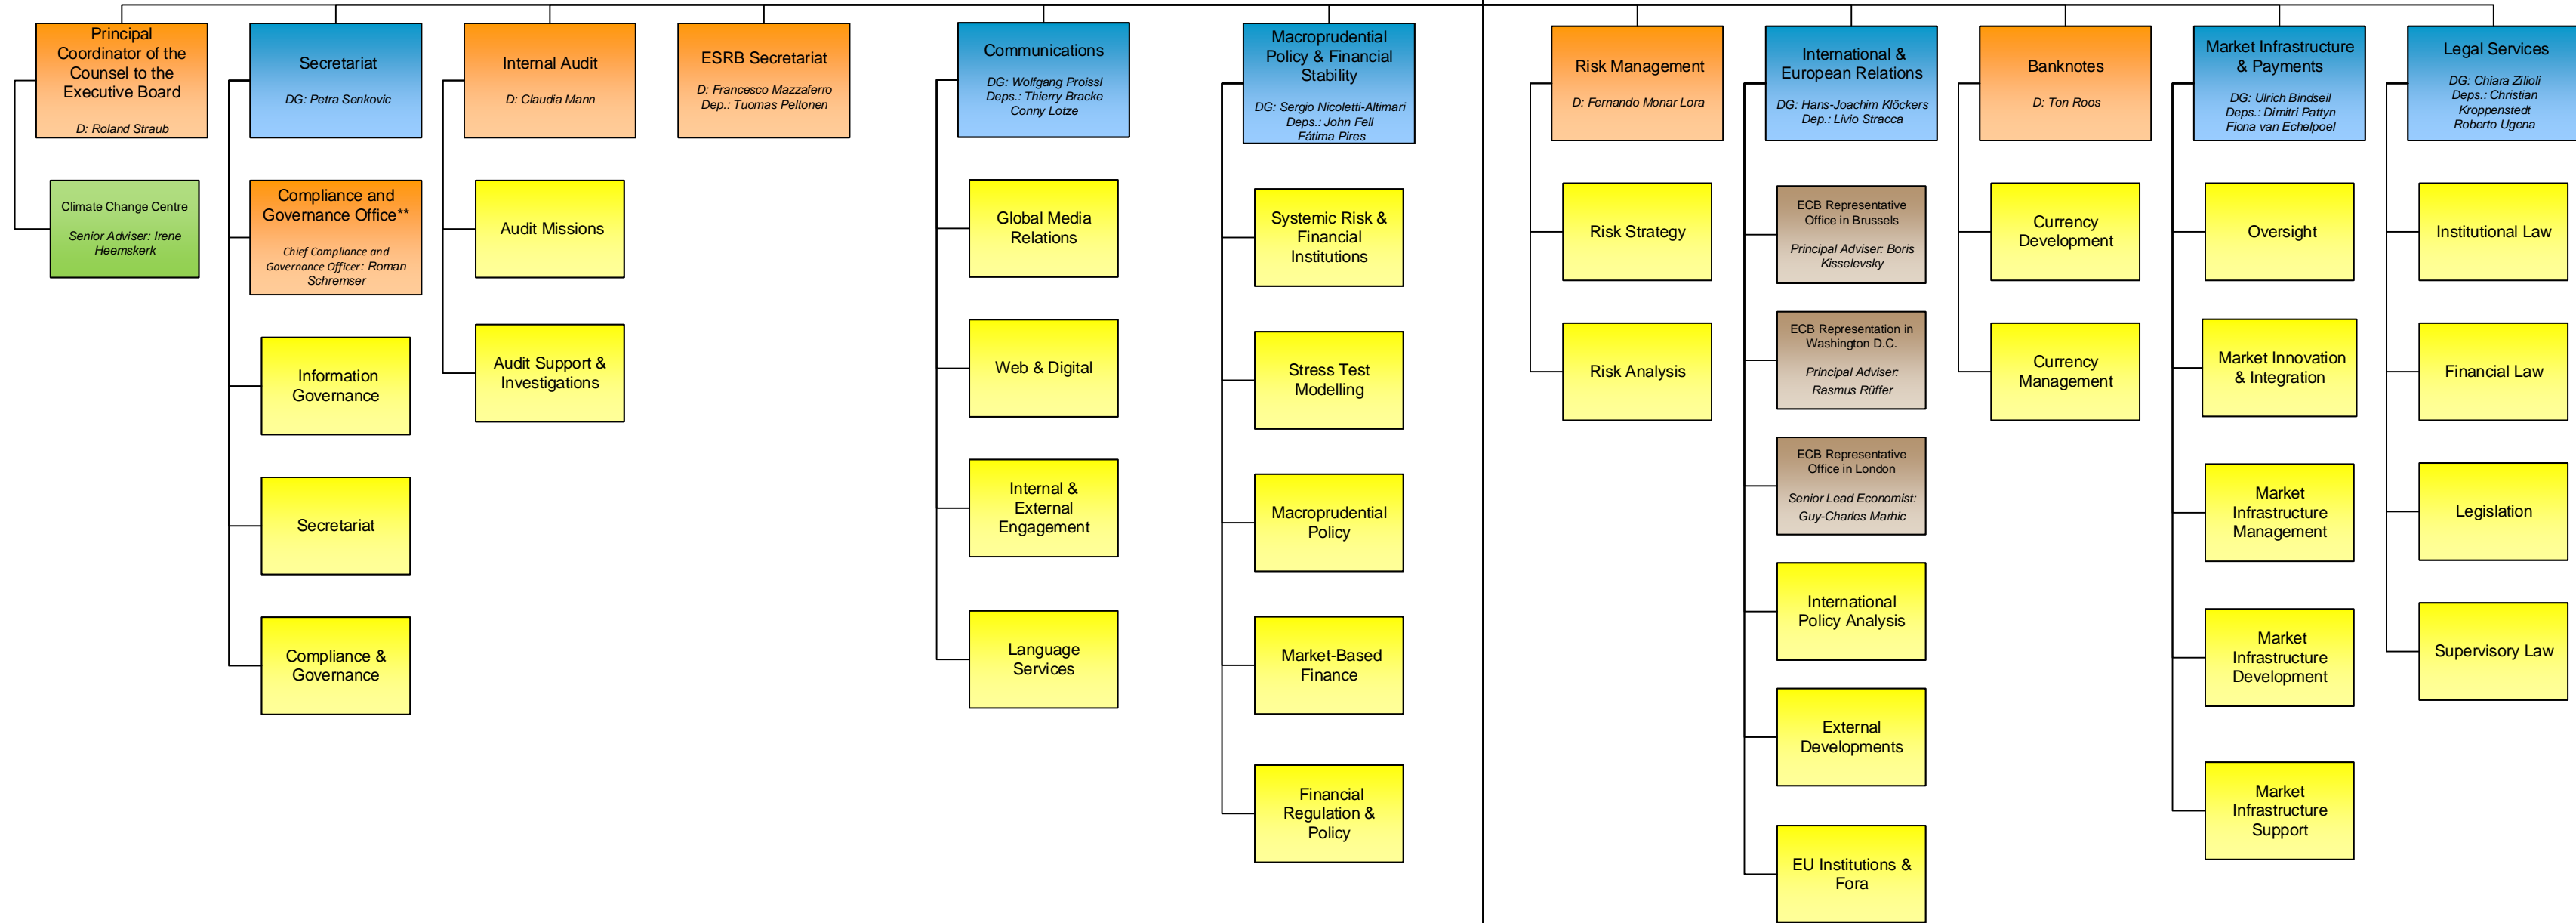 Principal
Coordinator of the
Counsel to the
Executive Board
D: Roland Straub
Climate Change Centre
Senior Adviser: Irene
Heemskerk
Secretariat
DG: Petra Senkovic
Compliance and
Governance Office**
Chief Compliance and
Governance Officer: Roman
Schremser
Information
Governance
Secretariat
Compliance &
Governance
Internal Audit
D: Claudia Mann
Audit Missions
Audit Support &
Investigations
ESRB Secretariat
D: Francesco Mazzaferro
Dep.: Tuomas Peltonen
Communications
DG: Wolfgang Proissl
Deps.: Thierry Bracke
Conny Lotze
Global Media
Relations
Web & Digital
Internal &
External
Engagement
Language
Services
Macroprudential
Policy & Financial
Stability
DG: Sergio Nicoletti-Altimari
Deps.: John Fell
Fátima Pires
Systemic Risk &
Financial
Institutions
Stress Test
Modelling
Macroprudential
Policy
Market-Based
Finance
Financial
Regulation &
Policy
Risk Management
D: Fernando Monar Lora
Risk Strategy
Risk Analysis
International &
European Relations
DG: Hans-Joachim Klöckers
Dep.: Livio Stracca
ECB Representative
Office in Brussels
Principal Adviser: Boris
Kisselevsky
ECB Representation in
Washington D.C.
Principal Adviser:
Rasmus Rüffer
ECB Representative
Office in London
Senior Lead Economist:
Guy-Charles Marhic
International
Policy Analysis
External
Developments
EU Institutions &
Fora
Banknotes
D: Ton Roos
Currency
Development
Currency
Management
Market Infrastructure
& Payments
DG: Ulrich Bindseil
Deps.: Dimitri Pattyn
Fiona van Echelpoel
Oversight
Market Innovation
& Integration
Market
Infrastructure
Management
Market
Infrastructure
Development
Market
Infrastructure
Support
Legal Services
DG: Chiara Zilioli
Deps.: Christian
Kroppenstedt
Roberto Ugena
Institutional Law
Financial Law
Legislation
Supervisory Law